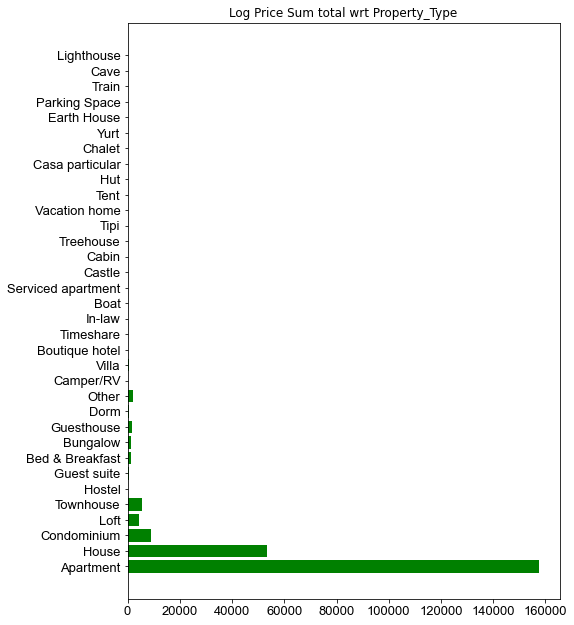 Log Price Sum total wrt Property_Type
Lighthouse
Cave
Train
Parking Space
Earth House
Yurt
Chalet
Casa particular
Hut
Tent
Vacation home
Tipi
Treehouse
Cabin
Castle
Serviced apartment
Boat
In-law
Timeshare
Boutique hotel
Villa
Camper/RV
Other
Dorm
Guesthouse
Bungalow
Bed & Breakfast
Guest suite
Hostel
Townhouse
Loft
Condominium
House
Apartment
0 20000 40000 60000 80000 100000 120000 140000 160000